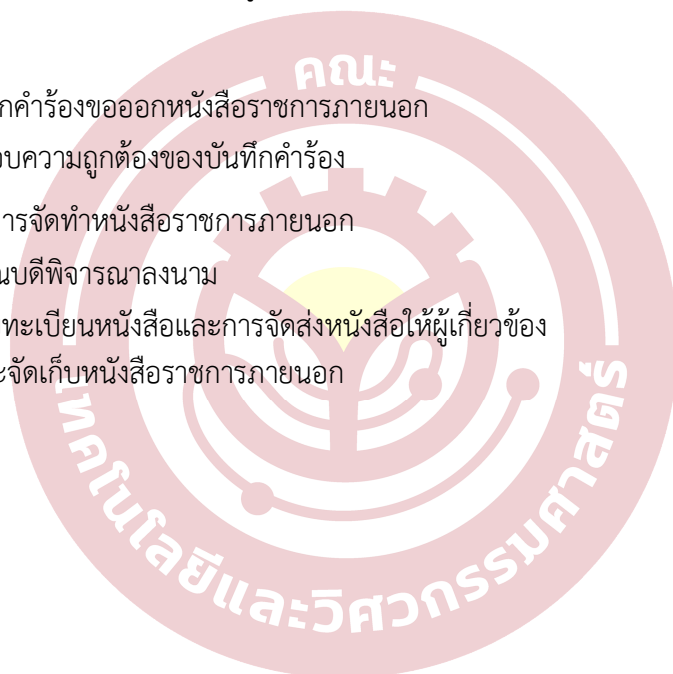 คณะ
กคำร้องขอออกหนังสือราชการภายนอก
อบความถูกต้องของบันทึกคำร้อง
ารจัดทำหนังสือราชการภายนอก
นบดีพิจารณาลงนาม
ทะเบียนหนังสือและการจัดส่งหนังสือให้ผู้เกี่ยวข้อง
ะจัดเก็บหนังสือราชการภายนอก
เทคโนโลยีและวิศวกรรมศาสตร์